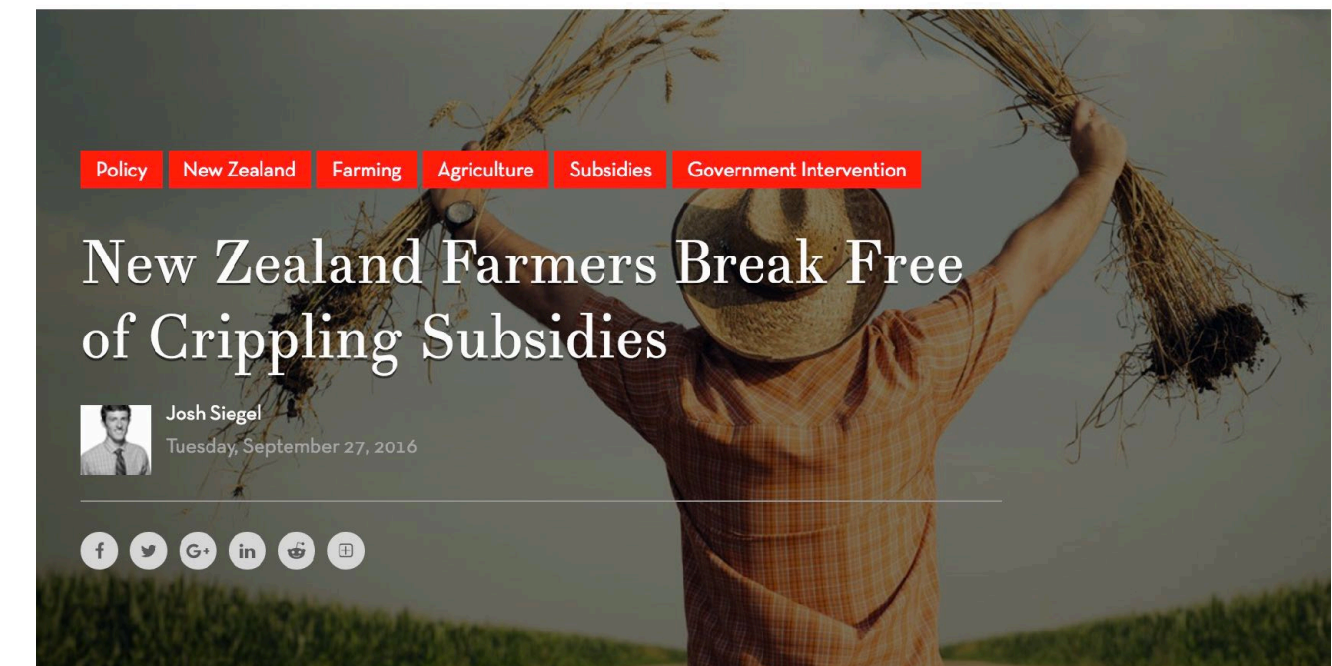 Policy New Zealand Farming Agriculture Subsidies Government Intervention
New Zealand Farmers Break Free
of Crippling Subsidies
Josh Siegel
Tuesday, September 27, 2016
f G+ in